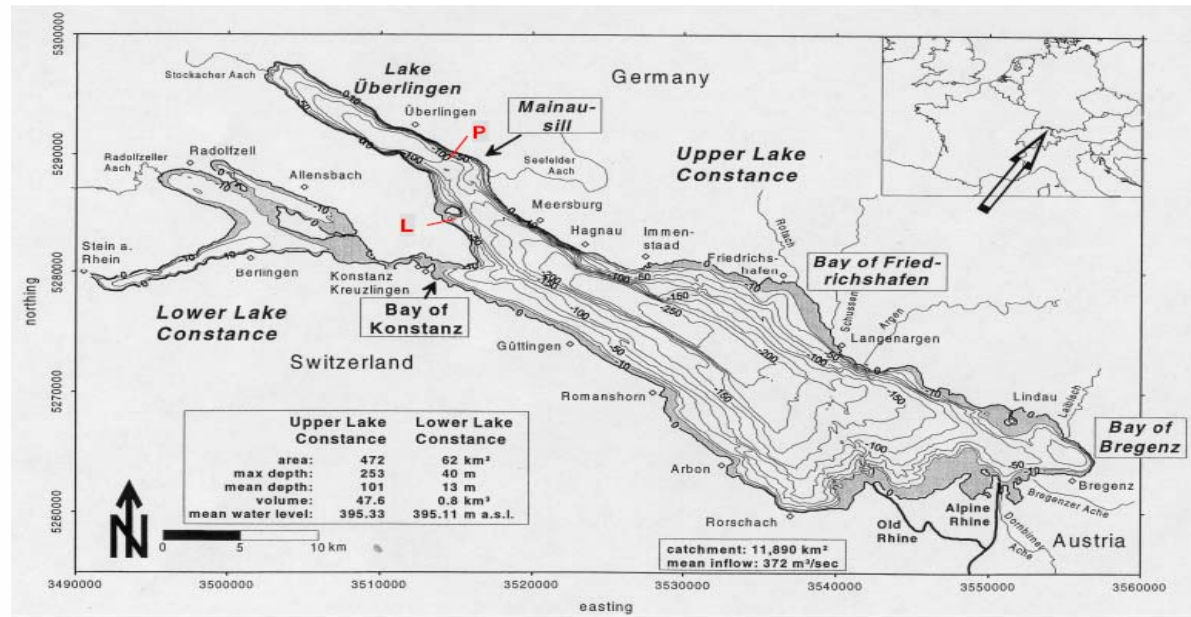 5300000
5290000
5280000
5270000
5260000
northing
Stockacher Aach
Lake
Überlingen
Germany
Überlingen
Mainau-
sill
P
Radolfzeller
Aach
Radolfzell
Allensbach
Seefelder
Aach
Upper Lake
Constance
Meersburg
L
Hagnau
Immen-
staad
Rotach
Friedrichs-
hafen
Bay of Fried-
richshafen
Schussen
Argen
Langenargen
Stein a.
Rhein
Berlingen
Konstanz
Kreuzlingen
Bay of
Konstanz
Lower Lake
Constance
Switzerland
Güttingen
Romanshorn
Arbon
Rorschach
Lindau
Laiblach
Bay of
Bregenz
Bregenz
Bregenzer Ache
Dornbirner
Ache
Alpine
Rhine
Old
Rhine
Austria
Upper Lake Constance Lower Lake Constance
area: 472 62 km²
max depth: 253 40 m
mean depth: 101 13 m
volume: 47.6 0.8 km³
mean water level: 395.33 395.11 m a.s.l.
N
0 5 10 km
catchment: 11,890 km²
mean inflow: 372 m³/sec
3490000 3500000 3510000 3520000 3530000 3540000 3550000 3560000
easting